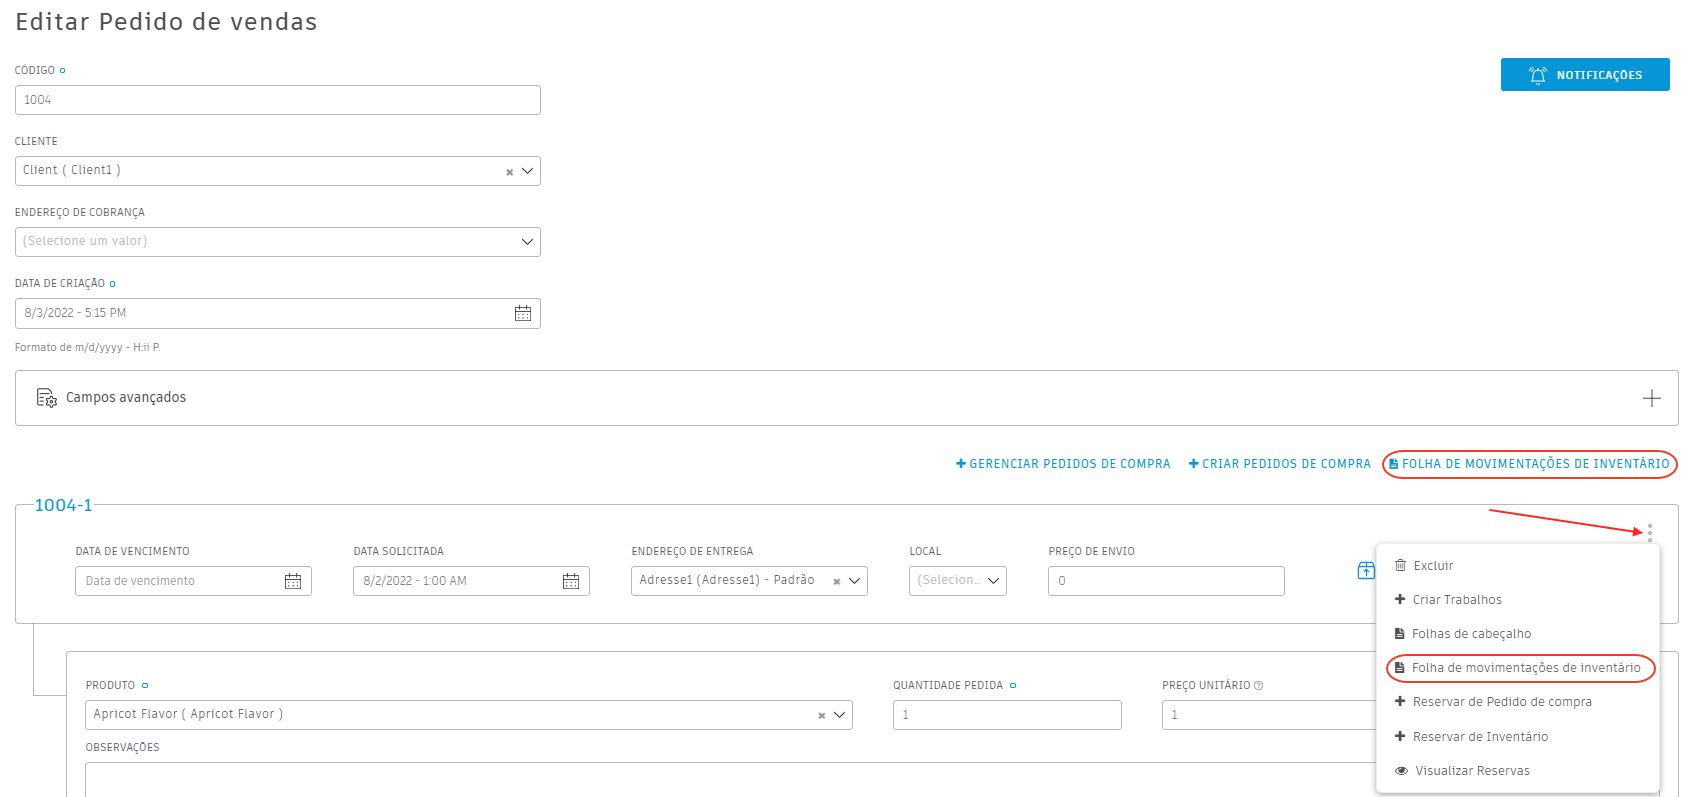 Editar Pedido de vendas
CÓDIGO
NOTIFICAÇÕES
1004
CLIENTE
Client ( Client1 )
ENDEREÇO DE COBRANÇA
(Selecione um valor)
DATA DE CRIAÇÃO
8/3/2022 - 5:15 PM
Formato de m/d/yyyy - H:ii P.
Campos avançados
GERENCIAR PEDIDOS DE COMPRA CRIAR PEDIDOS DE COMPRA FOLHA DE MOVIMENTAÇÕES DE INVENTÁRIO
1004-1
DATA DE VENCIMENTO DATA SOLICITADA ENDEREÇO DE ENTREGA LOCAL PREÇO DE ENVIO
Data de vencimento 8/2/2022 - 1:00 AM Adresse1 (Adresse1) - Padrão (Selecion... 0
Excluir
Criar Trabalhos
Folhas de cabeçalho
Folha de movimentações de inventário
Reservar de Pedido de compra
Reservar de Inventário
Visualizar Reservas
PRODUTO QUANTIDADE PEDIDA PREÇO UNITÁRIO
Apricot Flavor ( Apricot Flavor ) 1 1
OBSERVAÇÕES